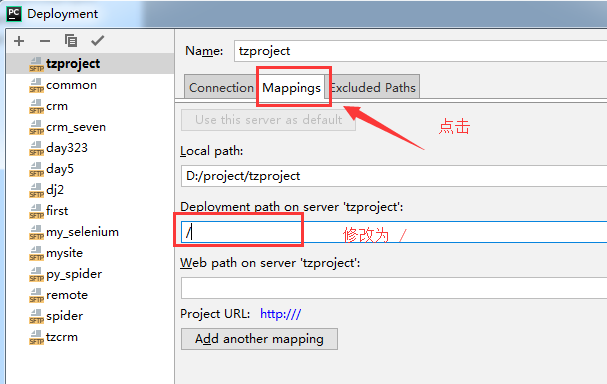 PC Deployment
Name: tzproject
tzproject
common
crm
crm_seven
day323
day5
dj2
first
my_selenium
mysite
py_spider
remote
spider
tzcrm
SFTP
SFTP
SFTP
SFTP
SFTP
SFTP
SFTP
SFTP
SFTP
SFTP
SFTP
SFTP
SFTP
SFTP
Connection Mappings Excluded Paths
Use this server as default
点击
Local path:
D:/project/tzproject
Deployment path on server 'tzproject':
/
修改为 /
Web path on server 'tzproject':
Project URL: http:///
Add another mapping